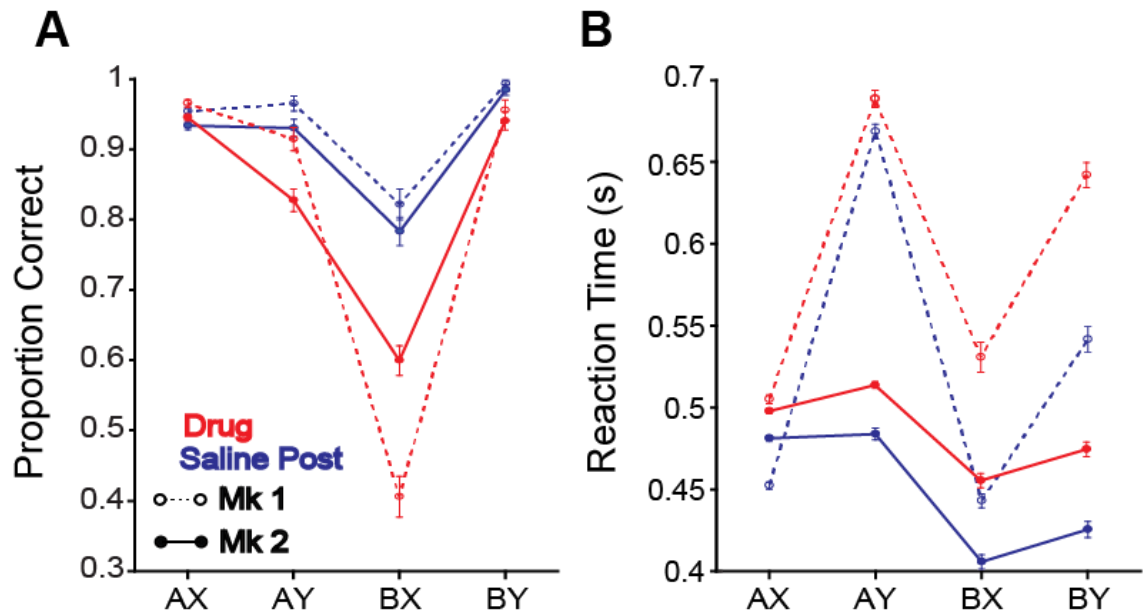 A
Proportion Correct
1
0.9
0.8
0.7
0.6
0.5
0.4
0.3
Drug
Saline Post
Mk 1
Mk 2
AX AY BX BY
B
Reaction Time (s)
0.7
0.65
0.6
0.55
0.5
0.45
0.4
AX AY BX BY